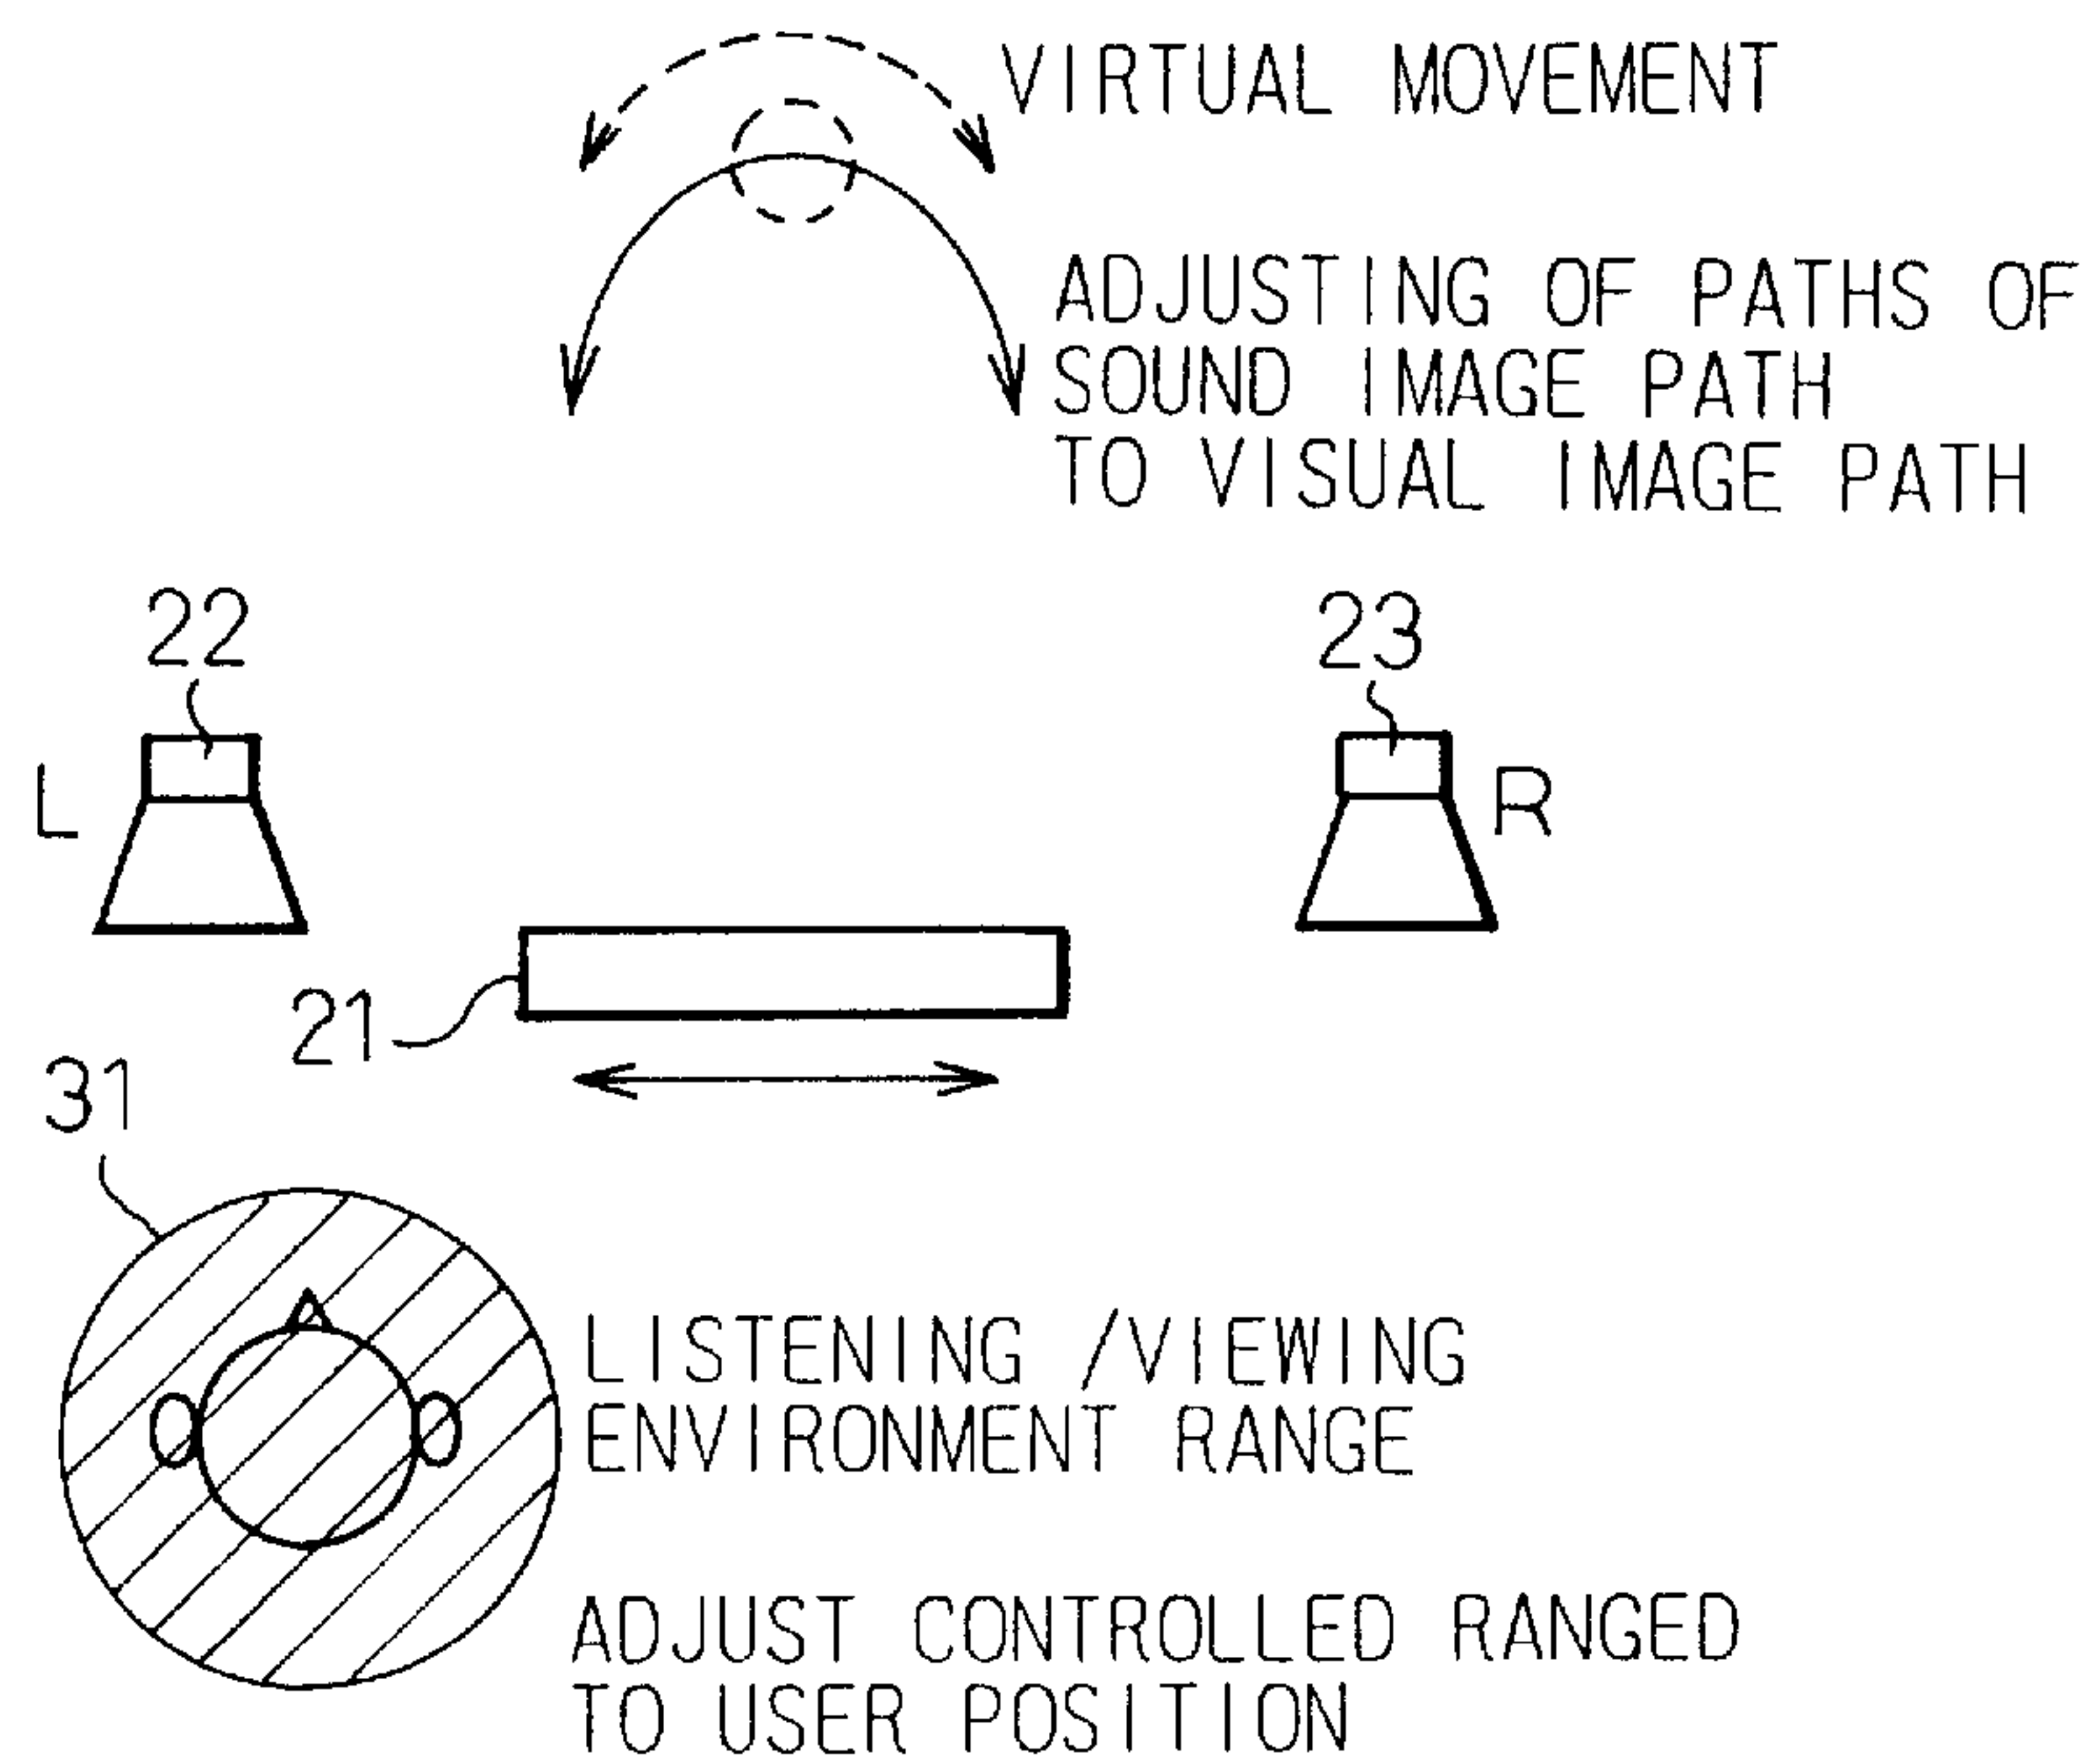 VIRTUAL MOVEMENT
ADJUSTING OF PATHS OF
SOUND IMAGE PATH
TO VISUAL IMAGE PATH
22
23
L
R
21
31
LISTENING /VIEWING
ENVIRONMENT RANGE
ADJUST CONTROLLED RANGED
TO USER POSITION